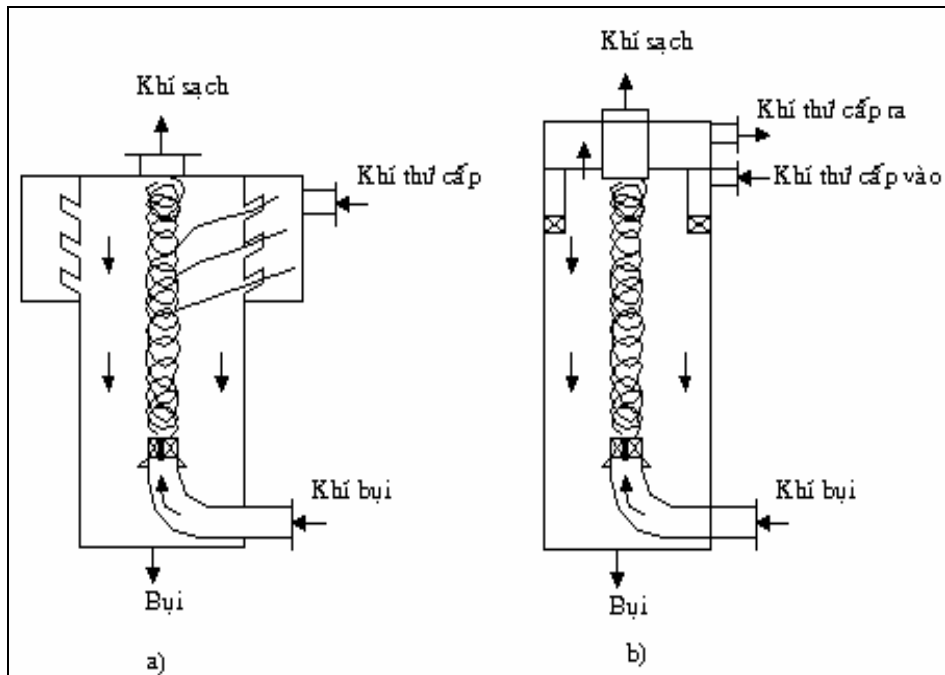 Khí sạch
Khí thứ cấp
Khí bụi
Bụi
a)
Khí sạch
Khí thứ cấp ra
Khí thứ cấp vào
Khí bụi
Bụi
b)